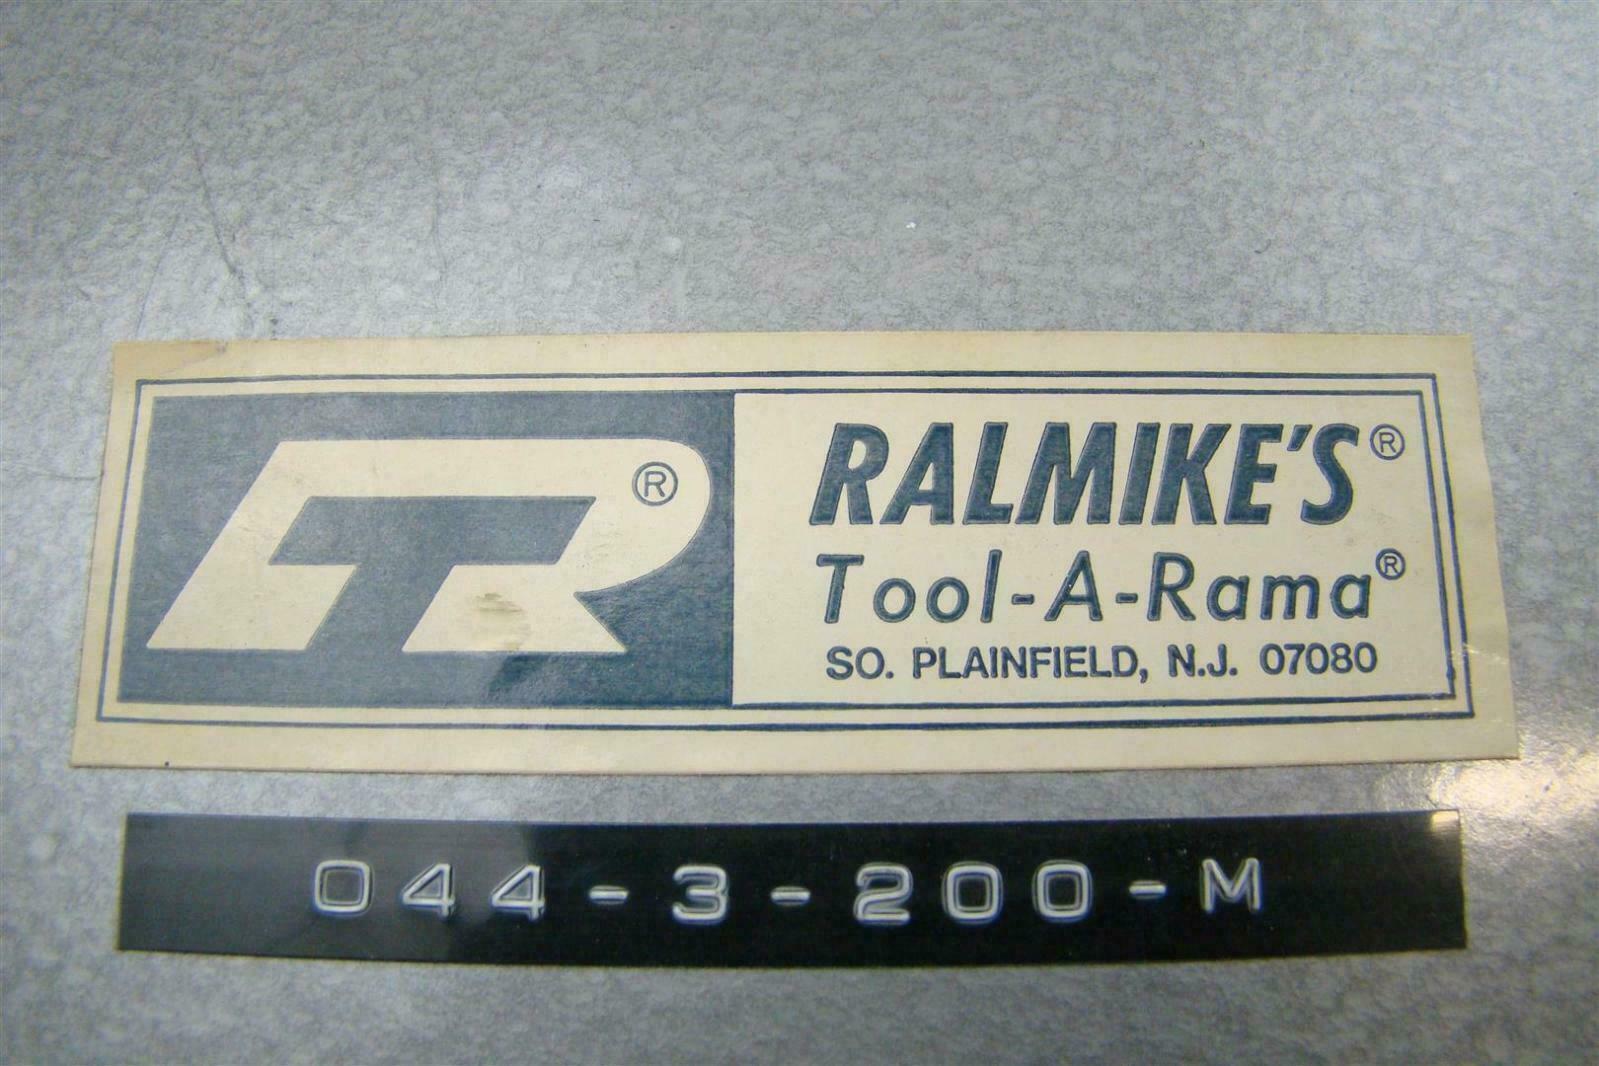 TR®
RALMIKE'S®
Tool-A-Rama®
SO. PLAINFIELD, N.J. 07080
044-3-200-M